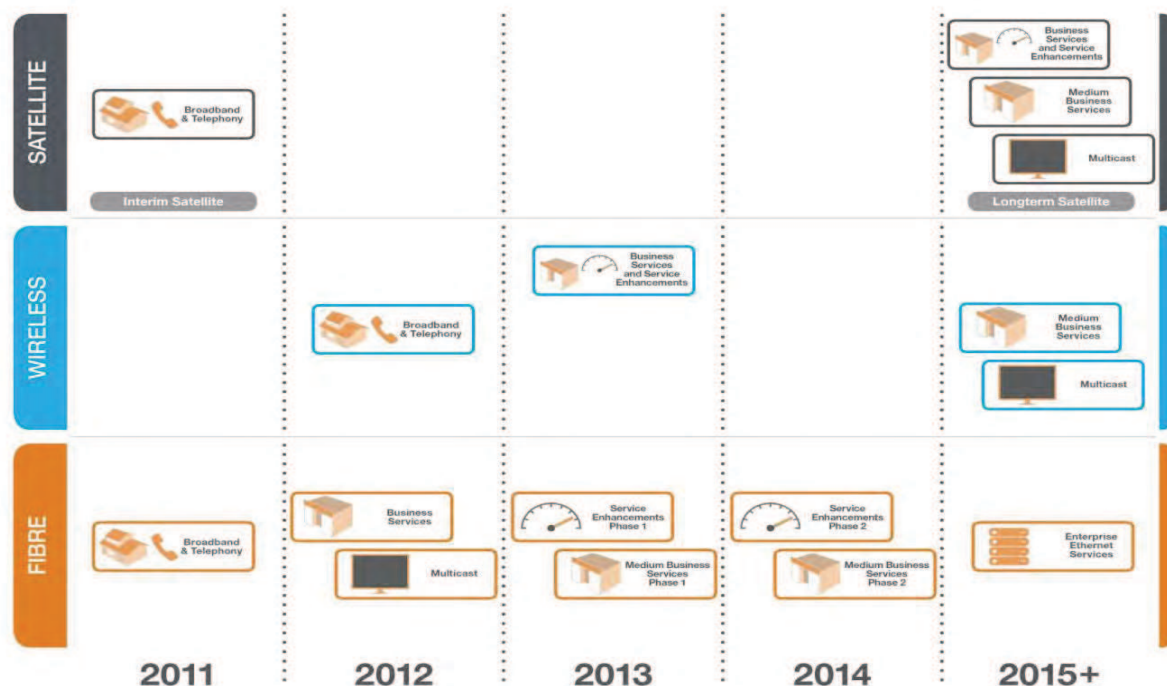 SATELLITE
Broadband
& Telephony
Interim Satellite
Business
Services
and Service
Enhancements
Medium
Business
Services
Multicast
Longterm Satellite
WIRELESS
Broadband
& Telephony
Business
Services
and Service
Enhancements
Medium
Business
Services
Multicast
FIBRE
Broadband
& Telephony
Business
Services
Multicast
Service
Enhancements
Phase 1
Medium Business
Services
Phase 1
Service
Enhancements
Phase 2
Medium Business
Services
Phase 2
Enterprise
Ethernet
Services
2011
2012
2013
2014
2015+